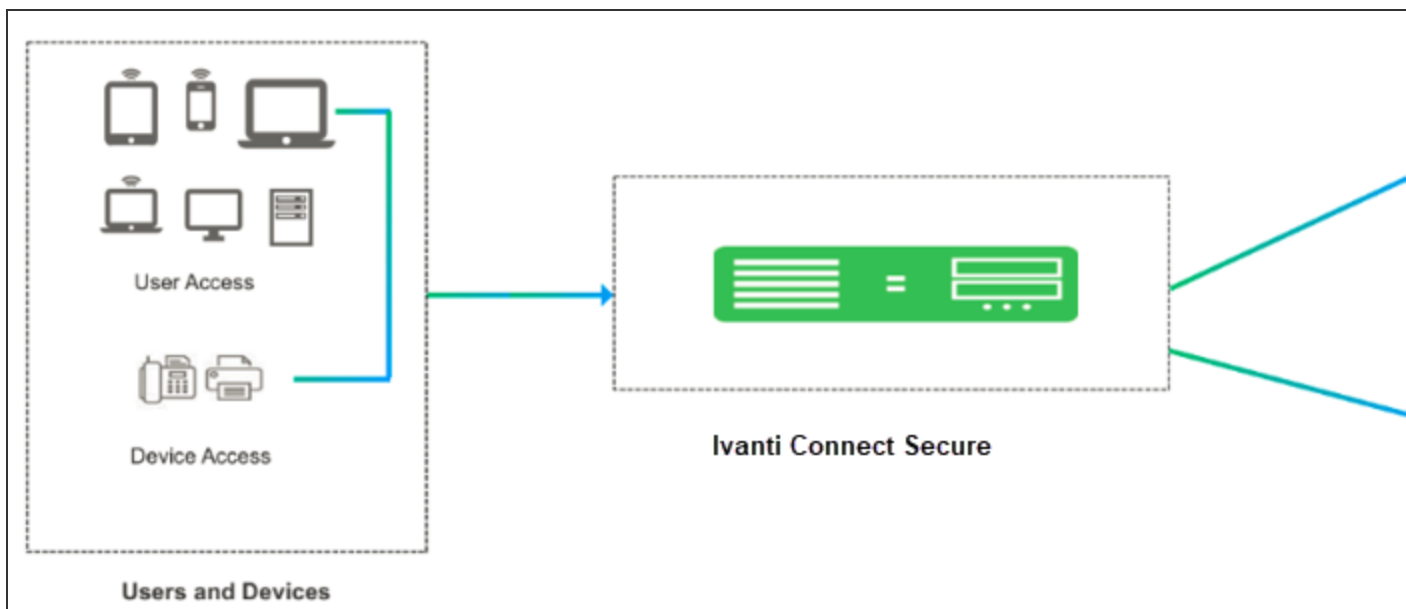 User Access
Device Access
Users and Devices
Ivanti Connect Secure